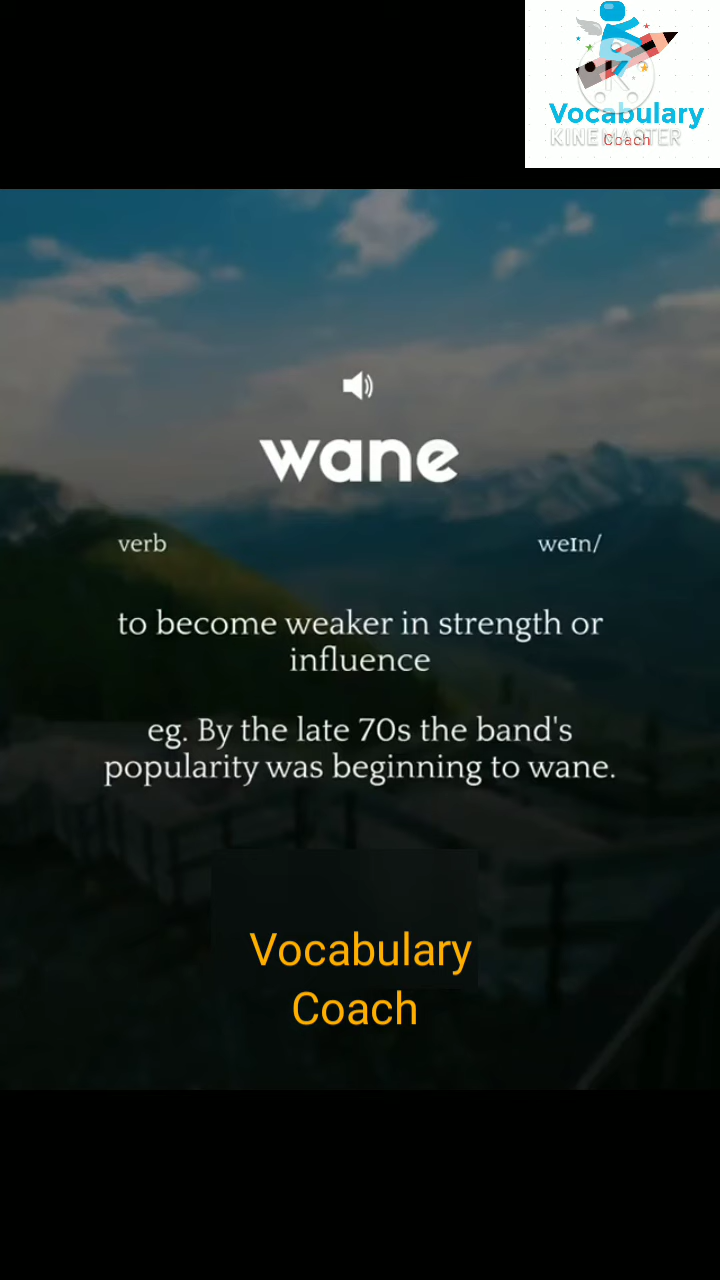 Vocabulary
KINEMASTER
Coach
wane
verb
weɪn/
to become weaker in strength or
influence
eg. By the late 70s the band's
popularity was beginning to wane.
Vocabulary
Coach